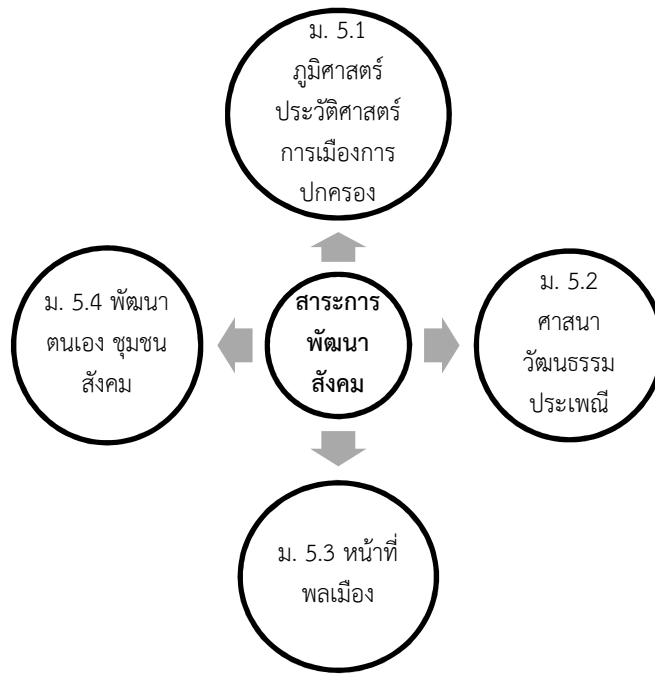 ม. 5.1
ภูมิศาสตร์
ประวัติศาสตร์
การเมืองการ
ปกครอง
ม. 5.4 พัฒนา
ตนเอง ชุมชน
สังคม
สาระการ
พัฒนา
สังคม
ม. 5.2
ศาสนา
วัฒนธรรม
ประเพณี
ม. 5.3 หน้าที่
พลเมือง